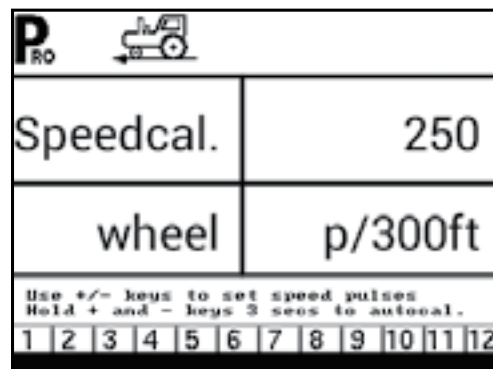 PRO
Speedcal. 250
wheel p/300ft
Use +/- keys to set speed pulses
Hold + and - keys 3 secs to autocal.
1 2 3 4 5 6 7 8 9 10 11 12